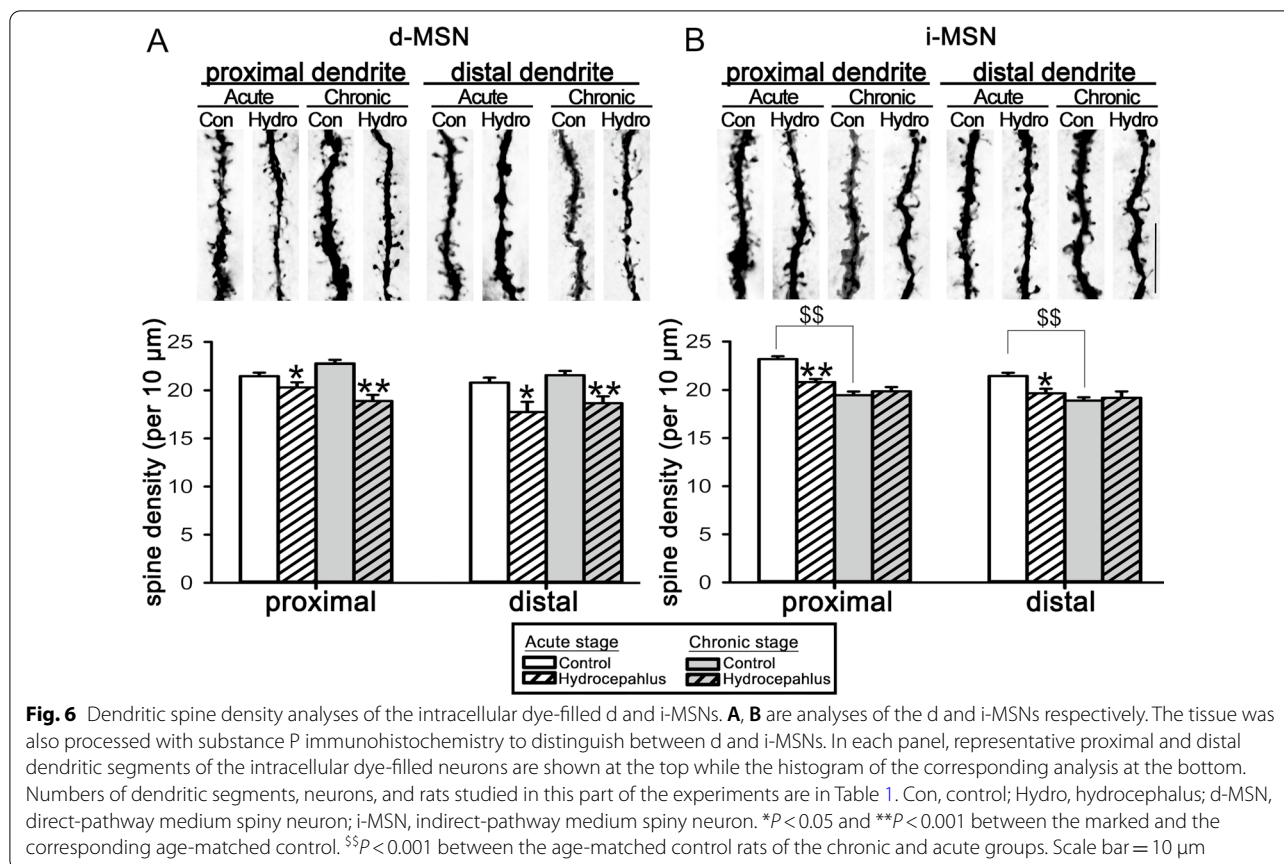 A
d-MSN
proximal dendrite
distal dendrite
Acute
Chronic
Acute
Chronic
Con
Hydro
Con
Hydro
Con
Hydro
Con
Hydro
B
i-MSN
proximal dendrite
distal dendrite
Acute
Chronic
Acute
Chronic
Con
Hydro
Con
Hydro
Con
Hydro
Con
Hydro
spine density (per 10 µm)
25
20
15
10
5
0
*
**
*
**
proximal
distal
spine density (per 10 µm)
25
20
15
10
5
0
$$
**
$$
*
proximal
distal
Acute stage
Control
Hydrocepahlus
Chronic stage
Control
Hydrocepahlus
Fig. 6 Dendritic spine density analyses of the intracellular dye-filled d and i-MSNs. A, B are analyses of the d and i-MSNs respectively. The tissue was
also processed with substance P immunohistochemistry to distinguish between d and i-MSNs. In each panel, representative proximal and distal
dendritic segments of the intracellular dye-filled neurons are shown at the top while the histogram of the corresponding analysis at the bottom.
Numbers of dendritic segments, neurons, and rats studied in this part of the experiments are in Table 1. Con, control; Hydro, hydrocephalus; d-MSN,
direct-pathway medium spiny neuron; i-MSN, indirect-pathway medium spiny neuron. *P < 0.05 and **P < 0.001 between the marked and the
corresponding age-matched control. $$P < 0.001 between the age-matched control rats of the chronic and acute groups. Scale bar = 10 µm